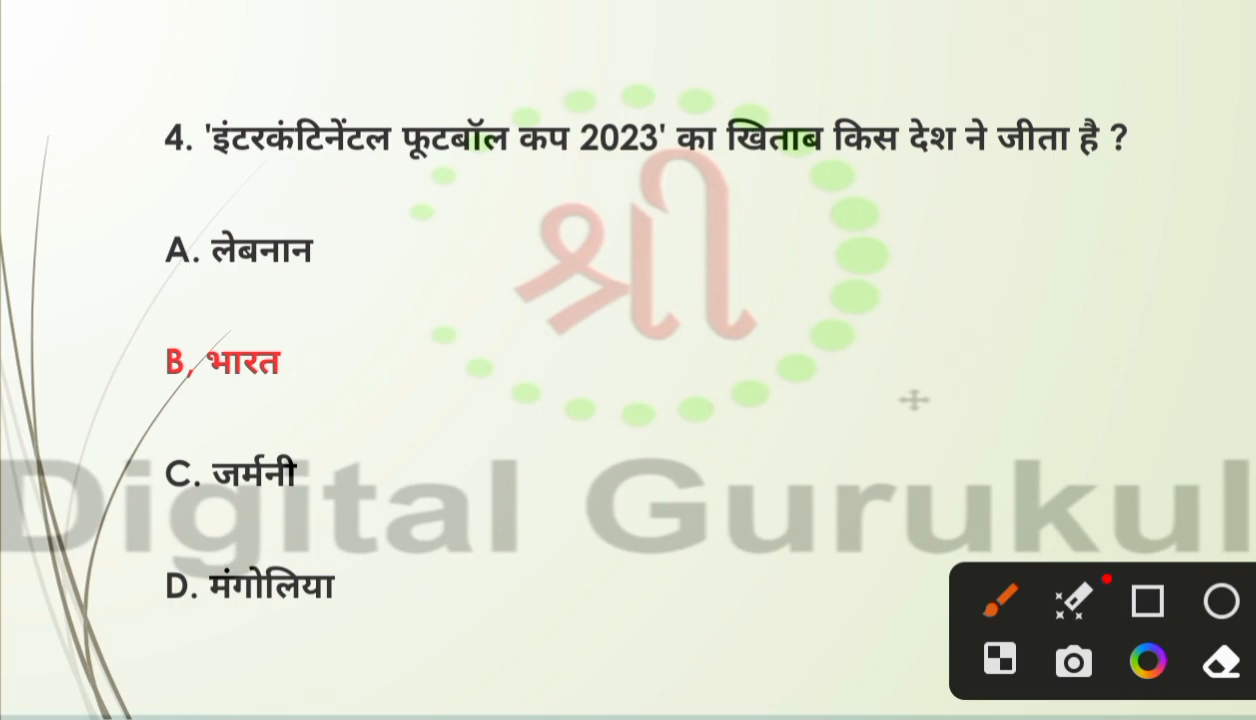 4. 'इंटरकंटिनेंटल फूटबॉल कप 2023' का खिताब किस देश ने जीता है ?
श्री
A. लेबनान
B, भारत
C. जर्मनी
Digital Gurukul
D. मंगोलिया